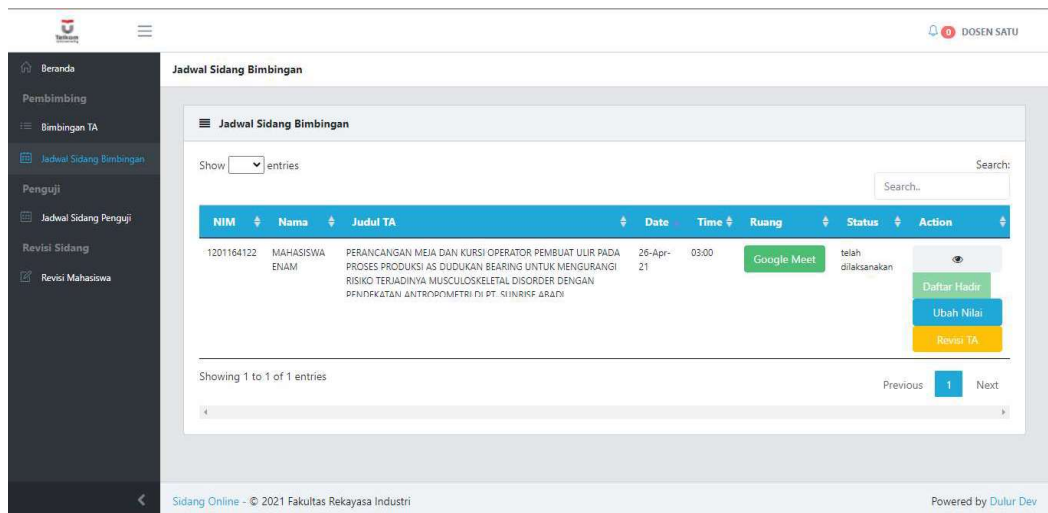 Telkom
0 DOSEN SATU
Beranda
Jadwal Sidang Bimbingan
Pembimbing
Bimbingan TA
Jadwal Sidang Bimbingan
Penguji
Jadwal Sidang Penguji
Revisi Sidang
Revisi Mahasiswa
Jadwal Sidang Bimbingan
Show entries
Search:
Search..
NIM Nama Judul TA Date Time Ruang Status Action
1201164122 MAHASISWA PERANCANGAN MEJA DAN KURSI OPERATOR PEMBUAT ULIR PADA 26-Apr- 03:00 Google Meet telah
ENAM PROSES PRODUKSI AS DUDUKAN BEARING UNTUK MENGURANGI 21 dilaksanakan
RISIKO TERJADINYA MUSCULOSKELETAL DISORDER DENGAN
PENDEKATAN ANTROPOMETRI DI PT. SUNRISE ABADI
Daftar Hadir
Ubah Nilai
Revisi TA
Showing 1 to 1 of 1 entries
Previous 1 Next
Sidang Online - © 2021 Fakultas Rekayasa Industri
Powered by Dulur Dev